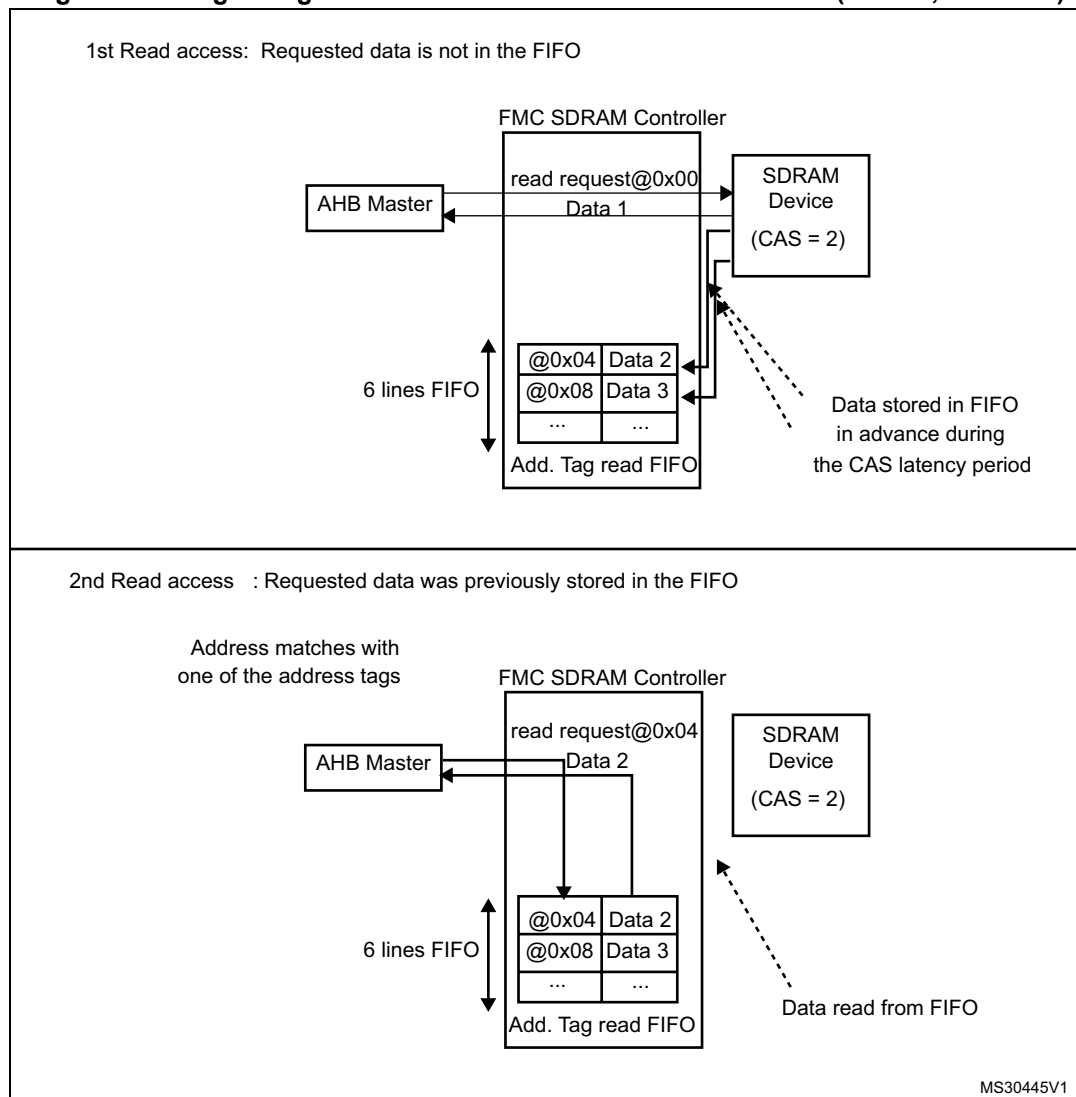 1st Read access: Requested data is not in the FIFO
FMC SDRAM Controller
read request@0x00
Data 1
AHB Master
SDRAM
Device
(CAS = 2)
@0x04 Data 2
@0x08 Data 3
... ...
6 lines FIFO
Add. Tag read FIFO
Data stored in FIFO
in advance during
the CAS latency period
2nd Read access : Requested data was previously stored in the FIFO
Address matches with
one of the address tags
FMC SDRAM Controller
read request@0x04
Data 2
AHB Master
SDRAM
Device
(CAS = 2)
@0x04 Data 2
@0x08 Data 3
... ...
6 lines FIFO
Add. Tag read FIFO
Data read from FIFO
MS30445V1